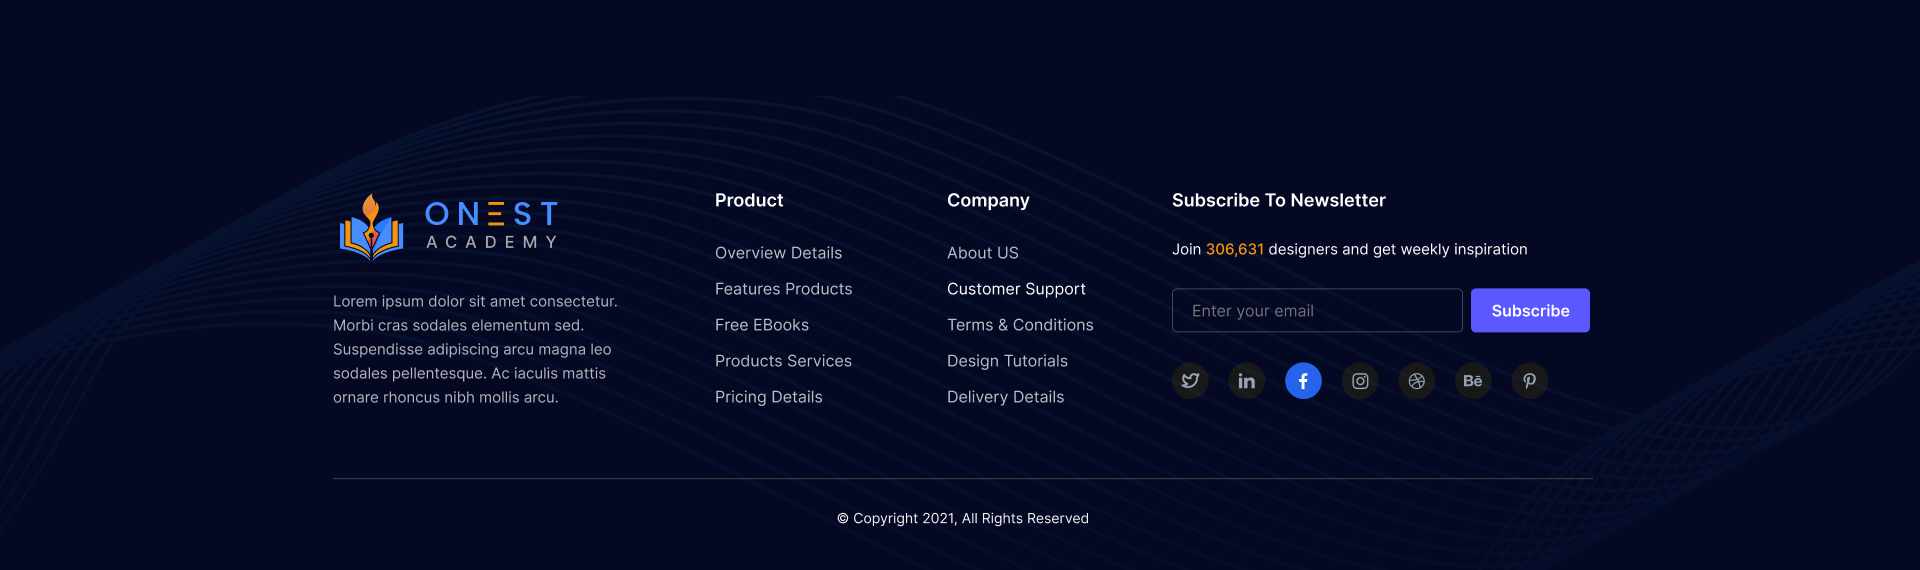 ONEST
ACADEMY
Lorem ipsum dolor sit amet consectetur.
Morbi cras sodales elementum sed.
Suspendisse adipiscing arcu magna leo
sodales pellentesque. Ac iaculis mattis
ornare rhoncus nibh mollis arcu.
Product
Overview Details
Features Products
Free EBooks
Products Services
Pricing Details
Company
About US
Customer Support
Terms & Conditions
Design Tutorials
Delivery Details
Subscribe To Newsletter
Join 306,631 designers and get weekly inspiration
Enter your email
Subscribe
© Copyright 2021, All Rights Reserved